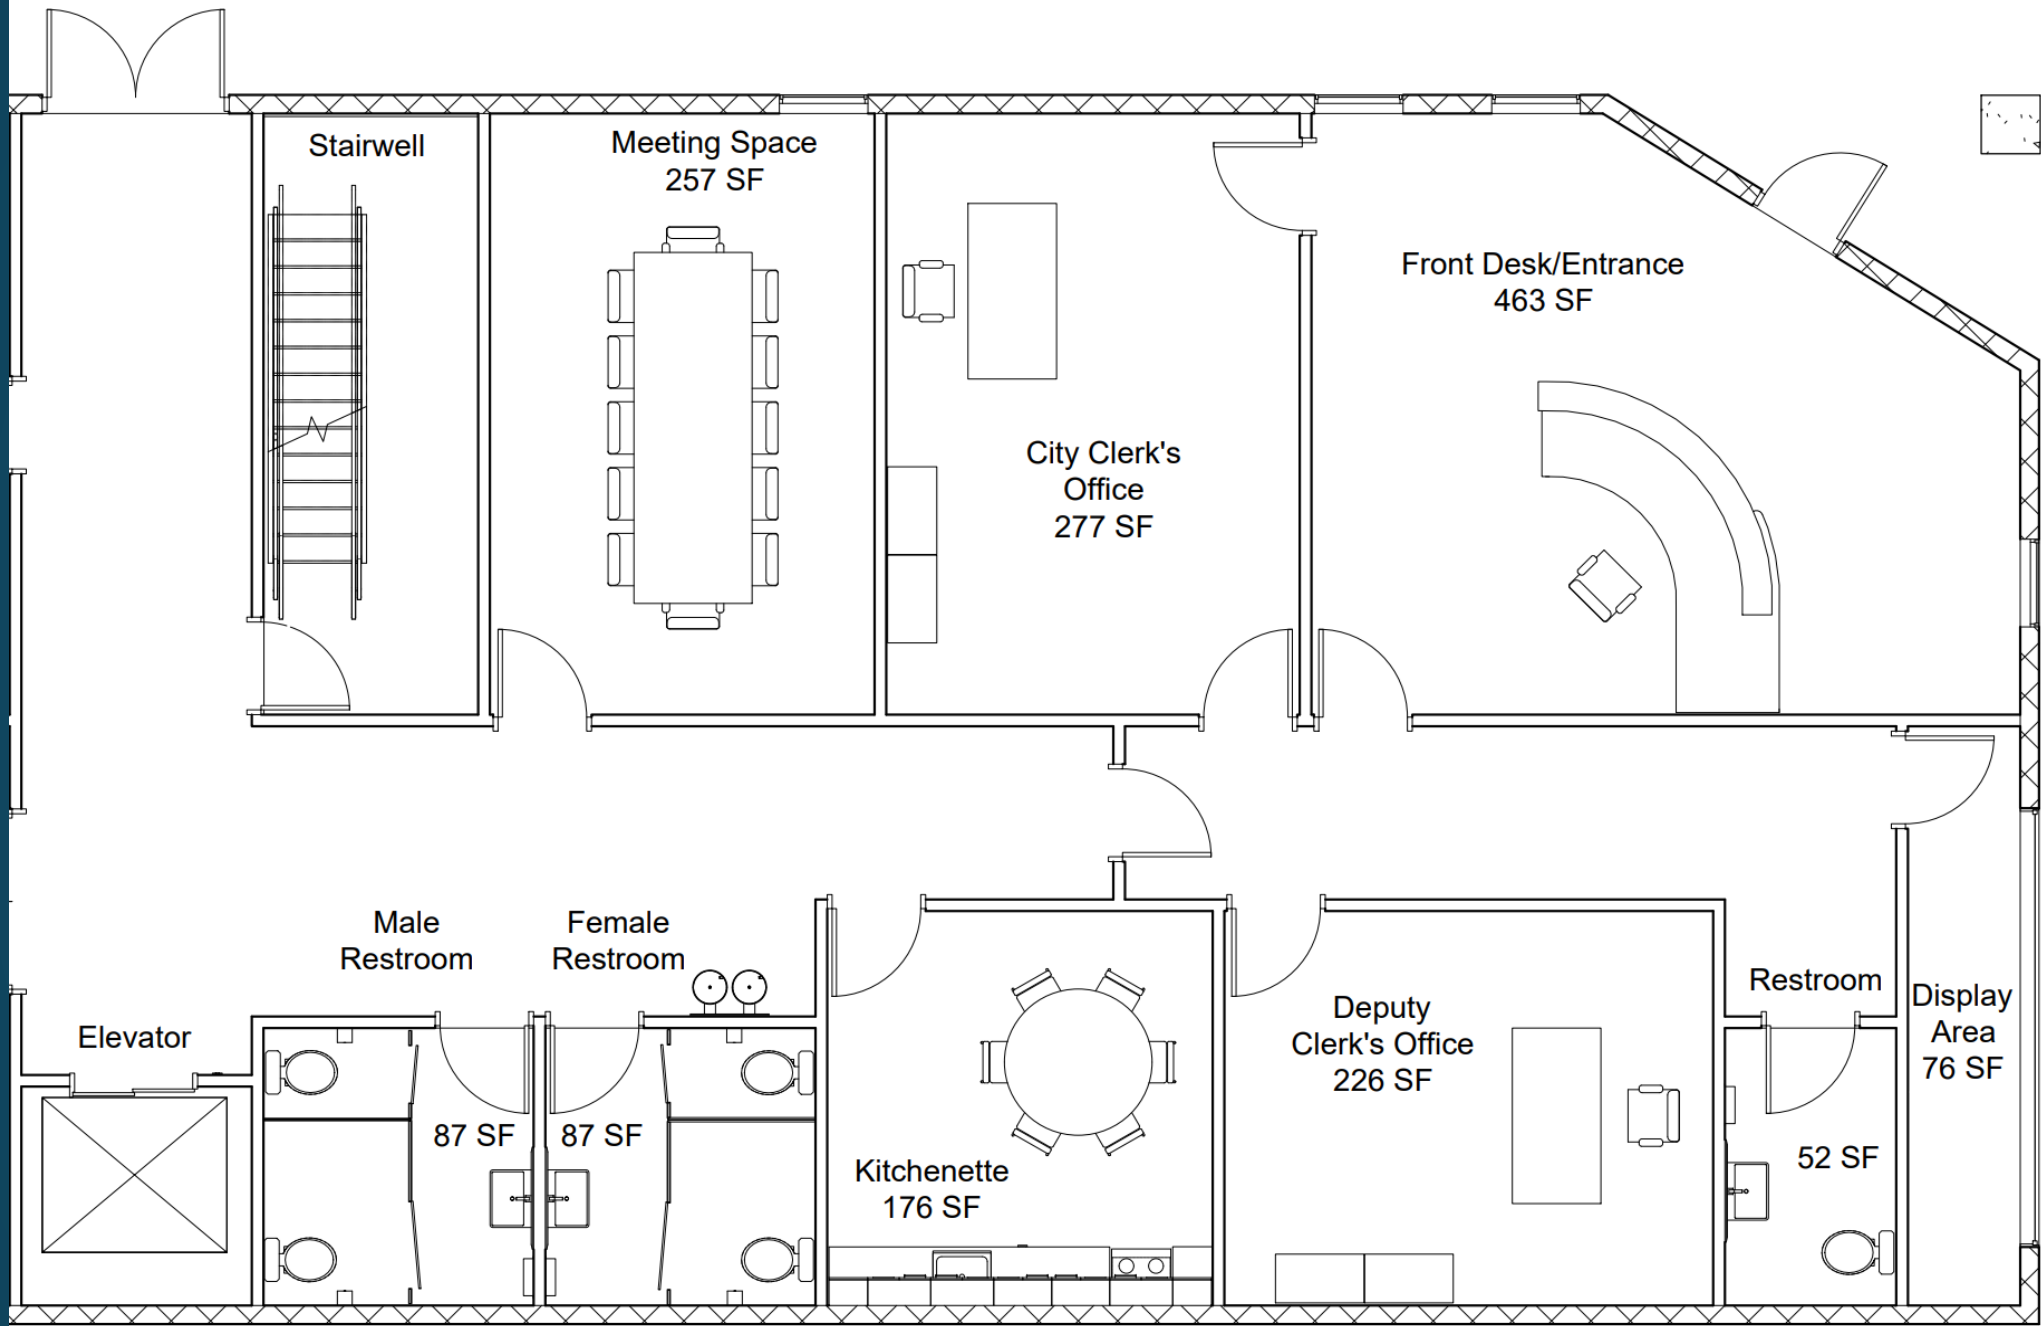 Stairwell
Meeting Space
257 SF
Front Desk/Entrance
463 SF
City Clerk's
Office
277 SF
Male
Restroom
Female
Restroom
Restroom
Display
Area
76 SF
Elevator
Deputy
Clerk's Office
226 SF
87 SF
87 SF
52 SF
Kitchenette
176 SF